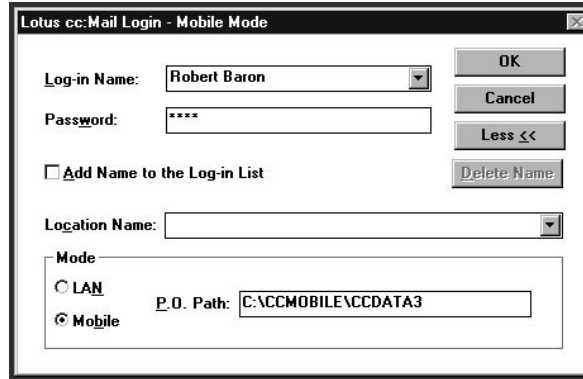 Lotus cc:Mail Login - Mobile Mode
Log-in Name: Robert Baron
OK
Cancel
Password: ****
Less <<
Add Name to the Log-in List
Delete Name
Location Name:
Mode
LAN
P.O. Path: C:\CCMOBILE\CCDATA3
Mobile